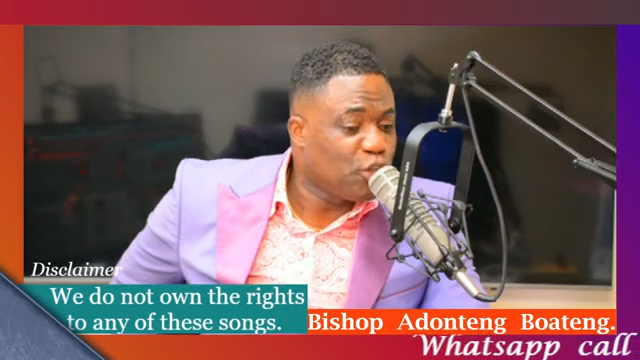 Disclaimer
We do not own the rights
to any of these songs.
Bishop Adonteng Boateng.
Whatsapp call